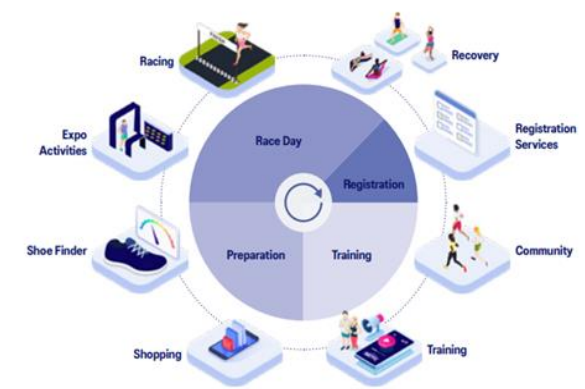 Racing
Recovery
Expo
Activities
Registration
Services
Race Day
Registration
Shoe Finder
Preparation
Training
Community
Shopping
Training